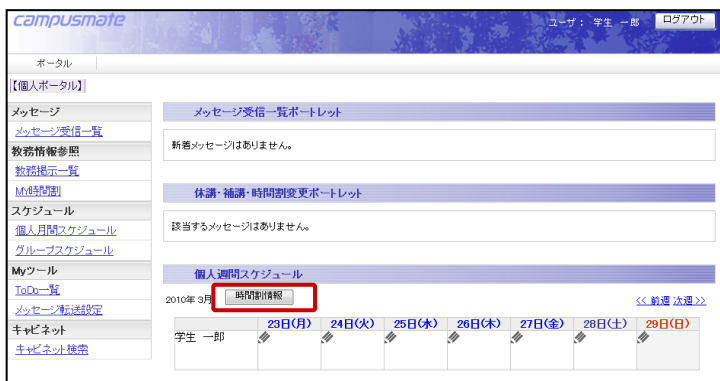 campusmate
ユーザ： 学生 一郎 ログアウト
ポータル
【個人ポータル】
メッセージ
メッセージ受信一覧
教務情報参照
教務掲示一覧
MY時間割
スケジュール
個人月間スケジュール
グループスケジュール
Myツール
ToDo一覧
メッセージ転送設定
キャビネット
キャビネット検索
メッセージ受信一覧ポートレット
新着メッセージはありません。
休講・補講・時間割変更ポートレット
該当するメッセージはありません。
個人週間スケジュール
2010年 3月 時間割情報 << 前週 次週 >>
23日(月) 24日(火) 25日(水) 26日(木) 27日(金) 28日(土) 29日(日)
学生 一郎